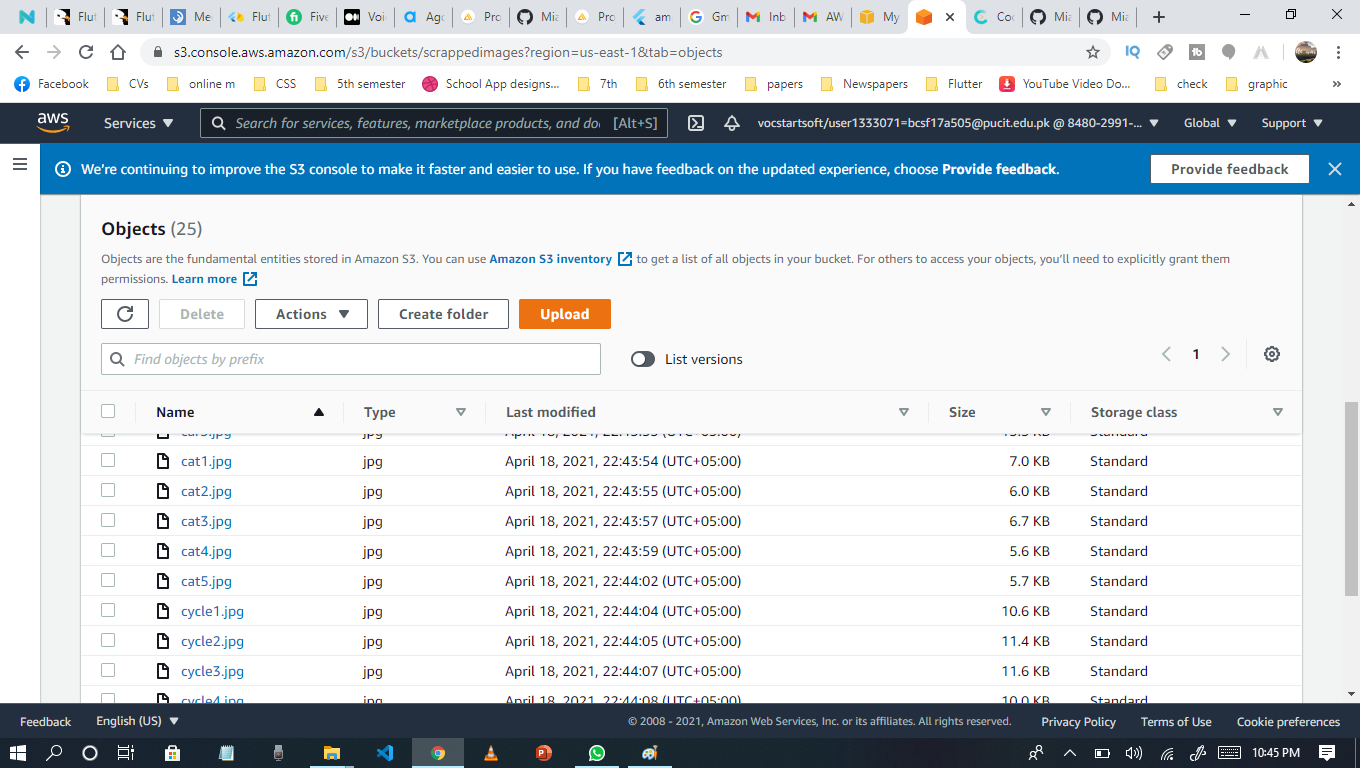 Flut
Flut
Me
Flut
Five
Voi
Ago
Pro
Mia
Pro
am
Gm
Inb
AW
My
Coo
Mia
Mia
s3.console.aws.amazon.com/s3/buckets/scrappedimages?region=us-east-1&tab=objects
Facebook CVs online m CSS 5th semester School App designs... 7th 6th semester papers Newspapers Flutter YouTube Video Do... check graphic »
aws Services Search for services, features, marketplace products, and doc [Alt+S] vocstartsoft/user1333071=bcsf17a505@pucit.edu.pk @ 8480-2991-... Global Support
We're continuing to improve the S3 console to make it faster and easier to use. If you have feedback on the updated experience, choose Provide feedback. Provide feedback
Objects (25)
Objects are the fundamental entities stored in Amazon S3. You can use Amazon S3 inventory to get a list of all objects in your bucket. For others to access your objects, you'll need to explicitly grant them
permissions. Learn more
Delete Actions Create folder Upload
Find objects by prefix List versions 1
Name Type Last modified Size Storage class
cat1.jpg jpg April 18, 2021, 22:43:54 (UTC+05:00) 7.0 KB Standard
cat2.jpg jpg April 18, 2021, 22:43:55 (UTC+05:00) 6.0 KB Standard
cat3.jpg jpg April 18, 2021, 22:43:57 (UTC+05:00) 6.7 KB Standard
cat4.jpg jpg April 18, 2021, 22:43:59 (UTC+05:00) 5.6 KB Standard
cat5.jpg jpg April 18, 2021, 22:44:02 (UTC+05:00) 5.7 KB Standard
cycle1.jpg jpg April 18, 2021, 22:44:04 (UTC+05:00) 10.6 KB Standard
cycle2.jpg jpg April 18, 2021, 22:44:05 (UTC+05:00) 11.4 KB Standard
cycle3.jpg jpg April 18, 2021, 22:44:07 (UTC+05:00) 11.6 KB Standard
cycle4.jpg jpg April 18, 2021, 22:44:08 (UTC+05:00) 10.0 KB Standard
Feedback English (US) © 2008 - 2021, Amazon Web Services, Inc. or its affiliates. All rights reserved. Privacy Policy Terms of Use Cookie preferences
10:45 PM